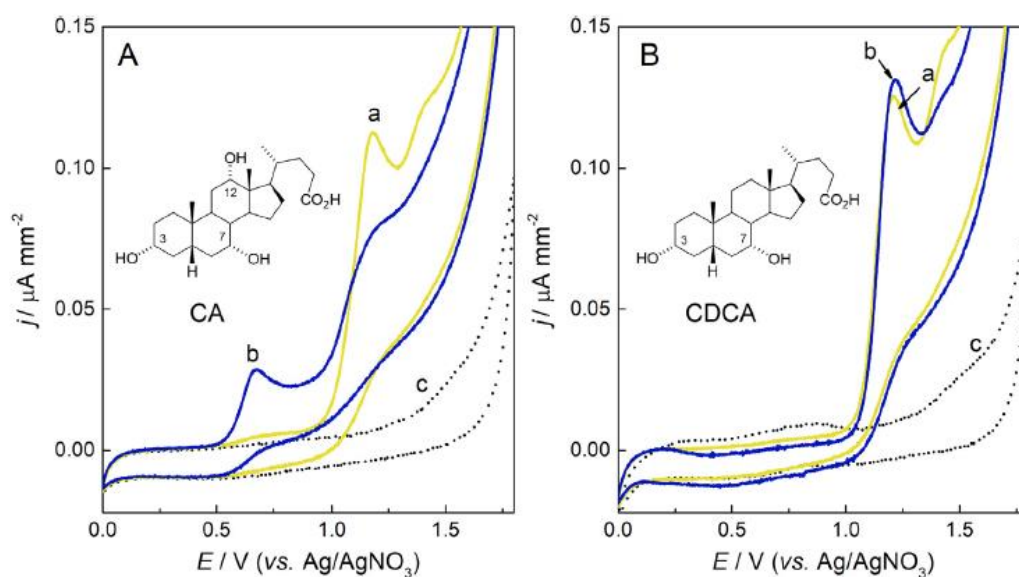 A
0.15
0.10
0.05
0.00
j / µA mm-2
0.0 0.5 1.0 1.5
E / V (vs. Ag/AgNO3)
a
b
c
OH
12
CO2H
3
7
HO
H
OH
CA
B
0.15
0.10
0.05
0.00
j / µA mm-2
0.0 0.5 1.0 1.5
E / V (vs. Ag/AgNO3)
b
a
c
CO2H
3
7
HO
H
OH
CDCA